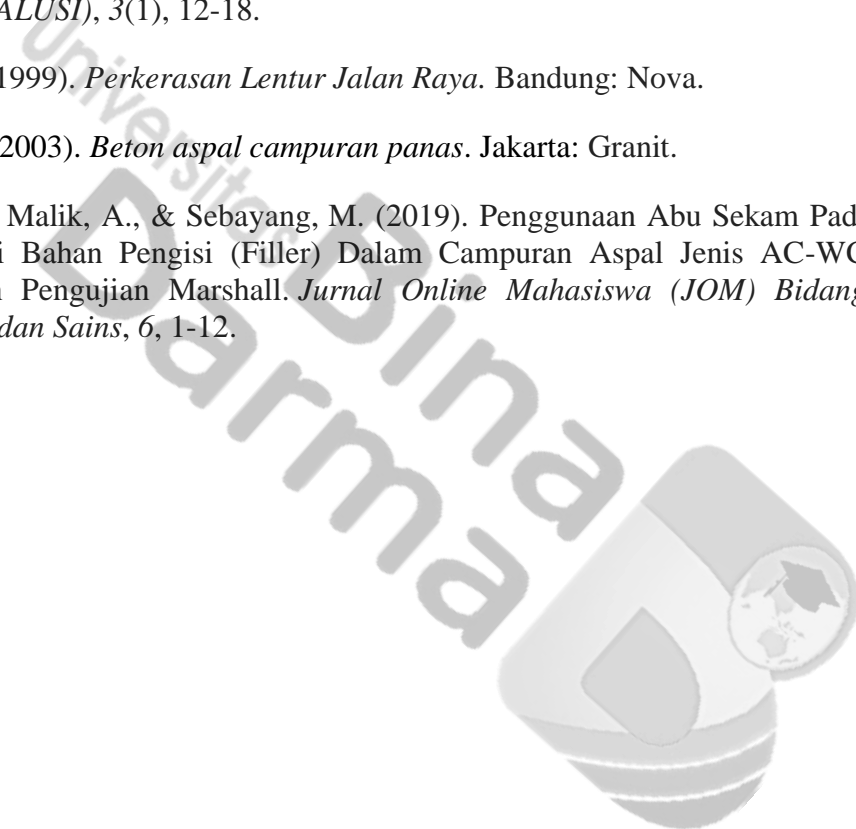 ALUSI), 3(1), 12-18.
1999). Perkerasan Lentur Jalan Raya. Bandung: Nova.
2003). Beton aspal campuran panas. Jakarta: Granit.
Malik, A., & Sebayang, M. (2019). Penggunaan Abu Sekam Pad
i Bahan Pengisi (Filler) Dalam Campuran Aspal Jenis AC-WC
Pengujian Marshall. Jurnal Online Mahasiswa (JOM) Bidang
dan Sains, 6, 1-12.
Universitas
Bina
Darma